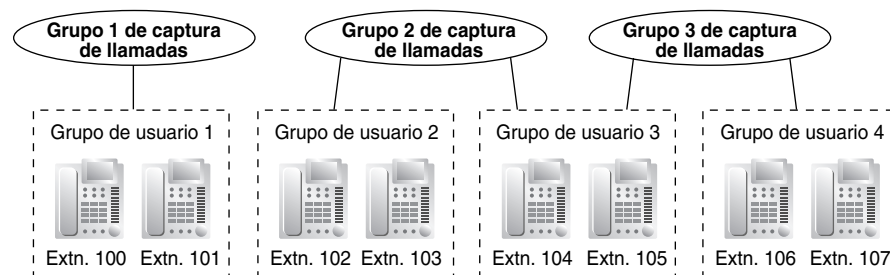 Grupo 1 de captura
de llamadas
Grupo 2 de captura
de llamadas
Grupo 3 de captura
de llamadas
Grupo de usuario 1
Grupo de usuario 2
Grupo de usuario 3
Grupo de usuario 4
Extn. 100 Extn. 101
Extn. 102 Extn. 103
Extn. 104 Extn. 105
Extn. 106 Extn. 107